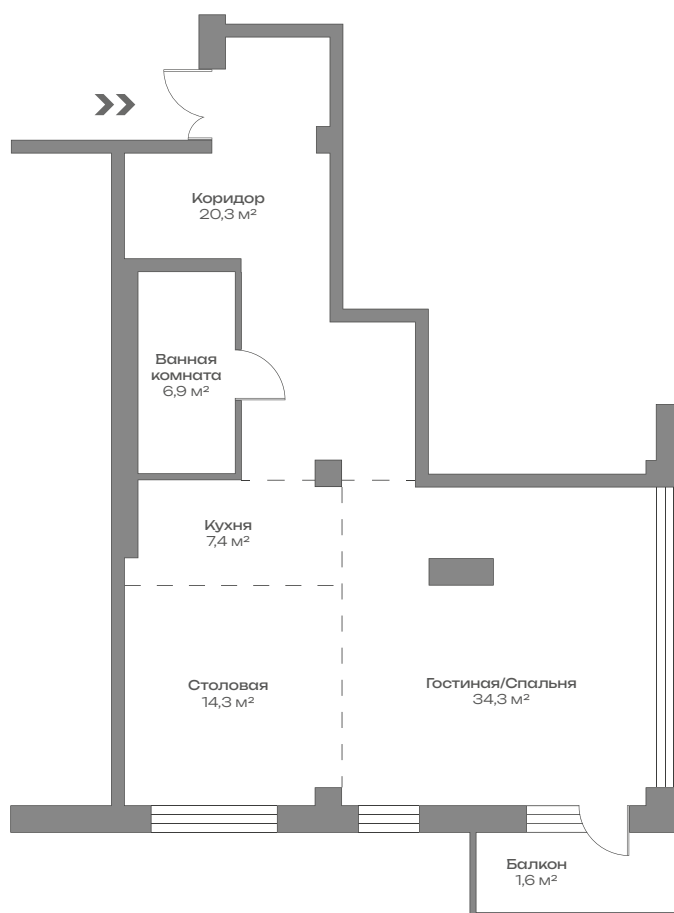 Коридор
20,3 м²
Ванная
комната
6,9 м²
Кухня
7,4 м²
Столовая
14,3 м²
Гостиная/Спальня
34,3 м²
Балкон
1,6 м²